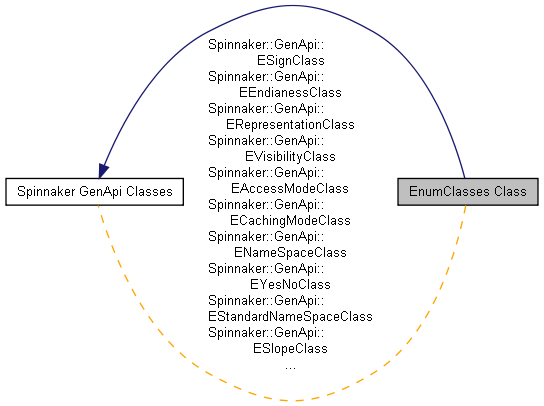 Spinnaker::GenApi::
ESignClass
Spinnaker::GenApi::
EEndianessClass
Spinnaker::GenApi::
ERepresentationClass
Spinnaker::GenApi::
EVisibilityClass
Spinnaker::GenApi::
EAccessModeClass
Spinnaker::GenApi::
ECachingModeClass
Spinnaker::GenApi::
ENameSpaceClass
Spinnaker::GenApi::
EYesNoClass
Spinnaker::GenApi::
EStandardNameSpaceClass
Spinnaker::GenApi::
ESlopeClass
...
Spinnaker GenApi Classes
EnumClasses Class